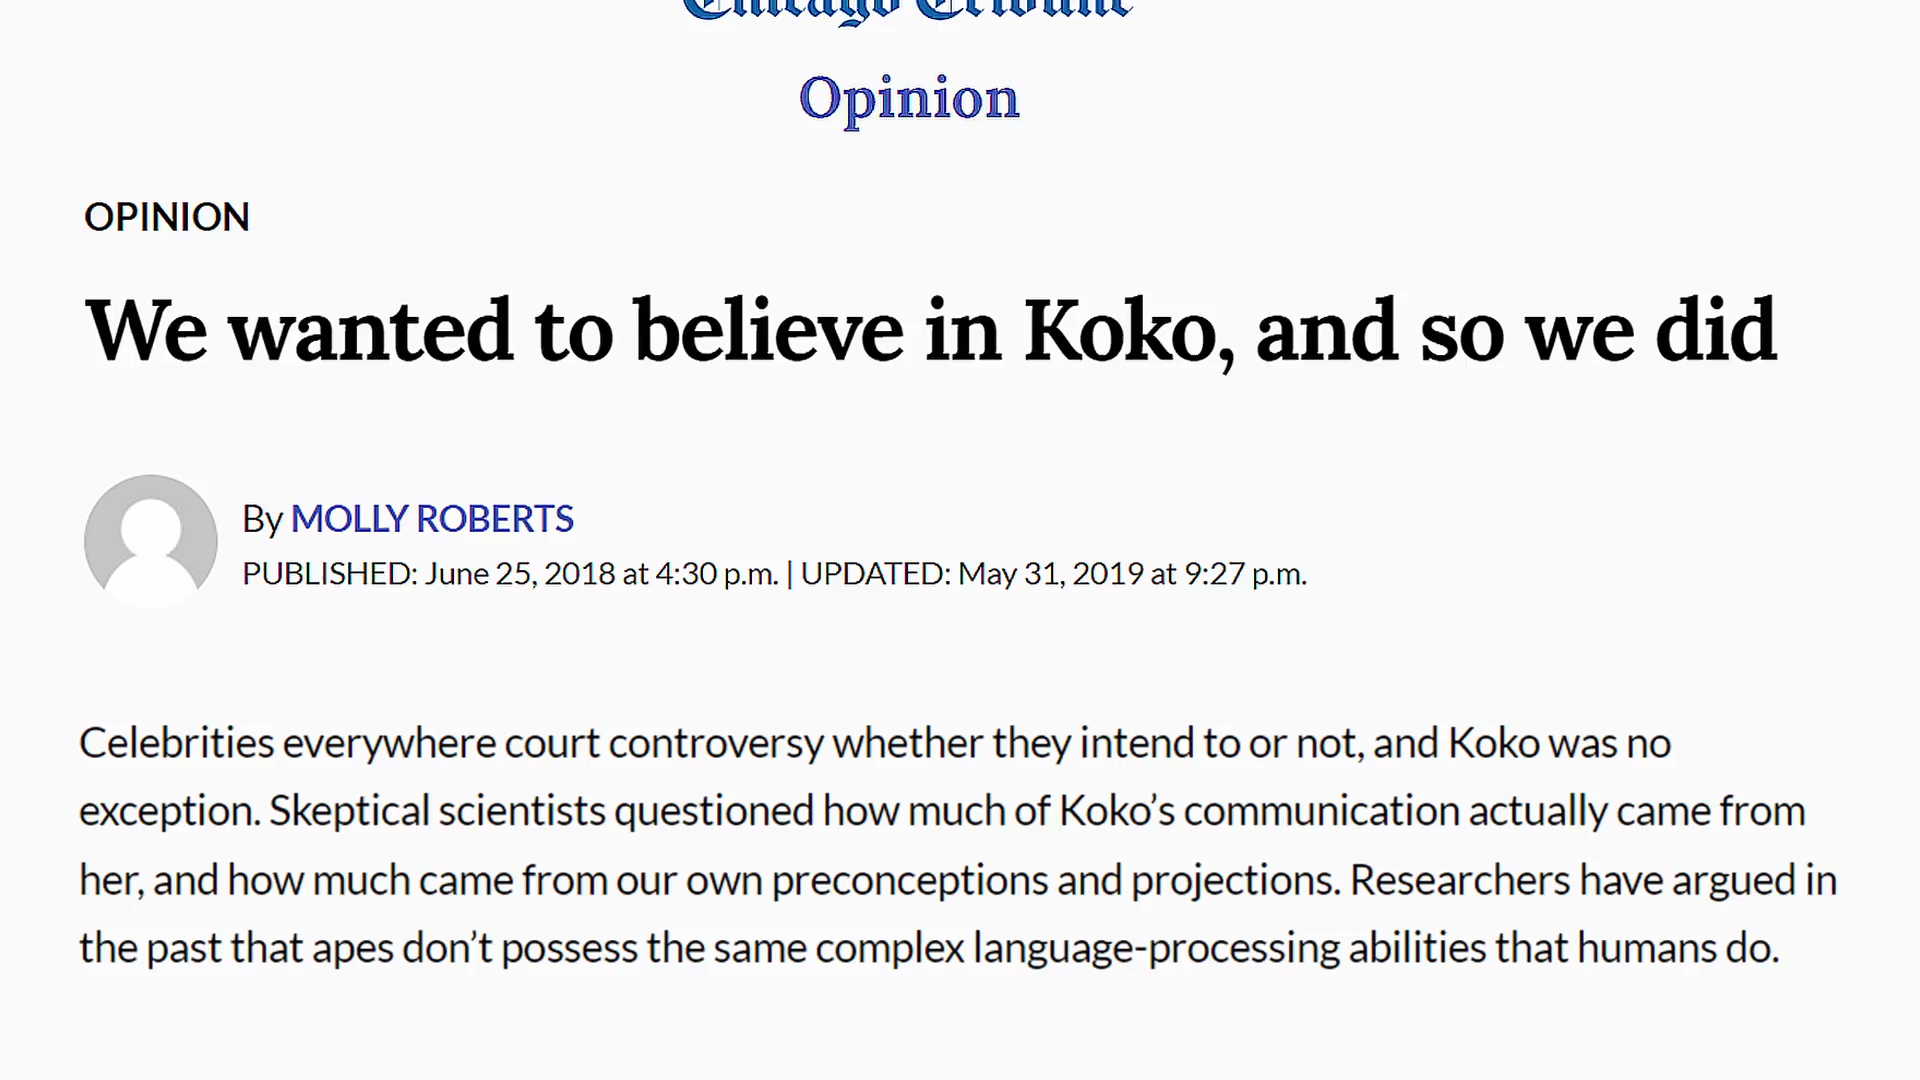 Chicago Tribune
Opinion
OPINION
We wanted to believe in Koko, and so we did
By MOLLY ROBERTS
PUBLISHED: June 25, 2018 at 4:30 p.m. | UPDATED: May 31, 2019 at 9:27 p.m.
Celebrities everywhere court controversy whether they intend to or not, and Koko was no
exception. Skeptical scientists questioned how much of Koko’s communication actually came from
her, and how much came from our own preconceptions and projections. Researchers have argued in
the past that apes don’t possess the same complex language-processing abilities that humans do.